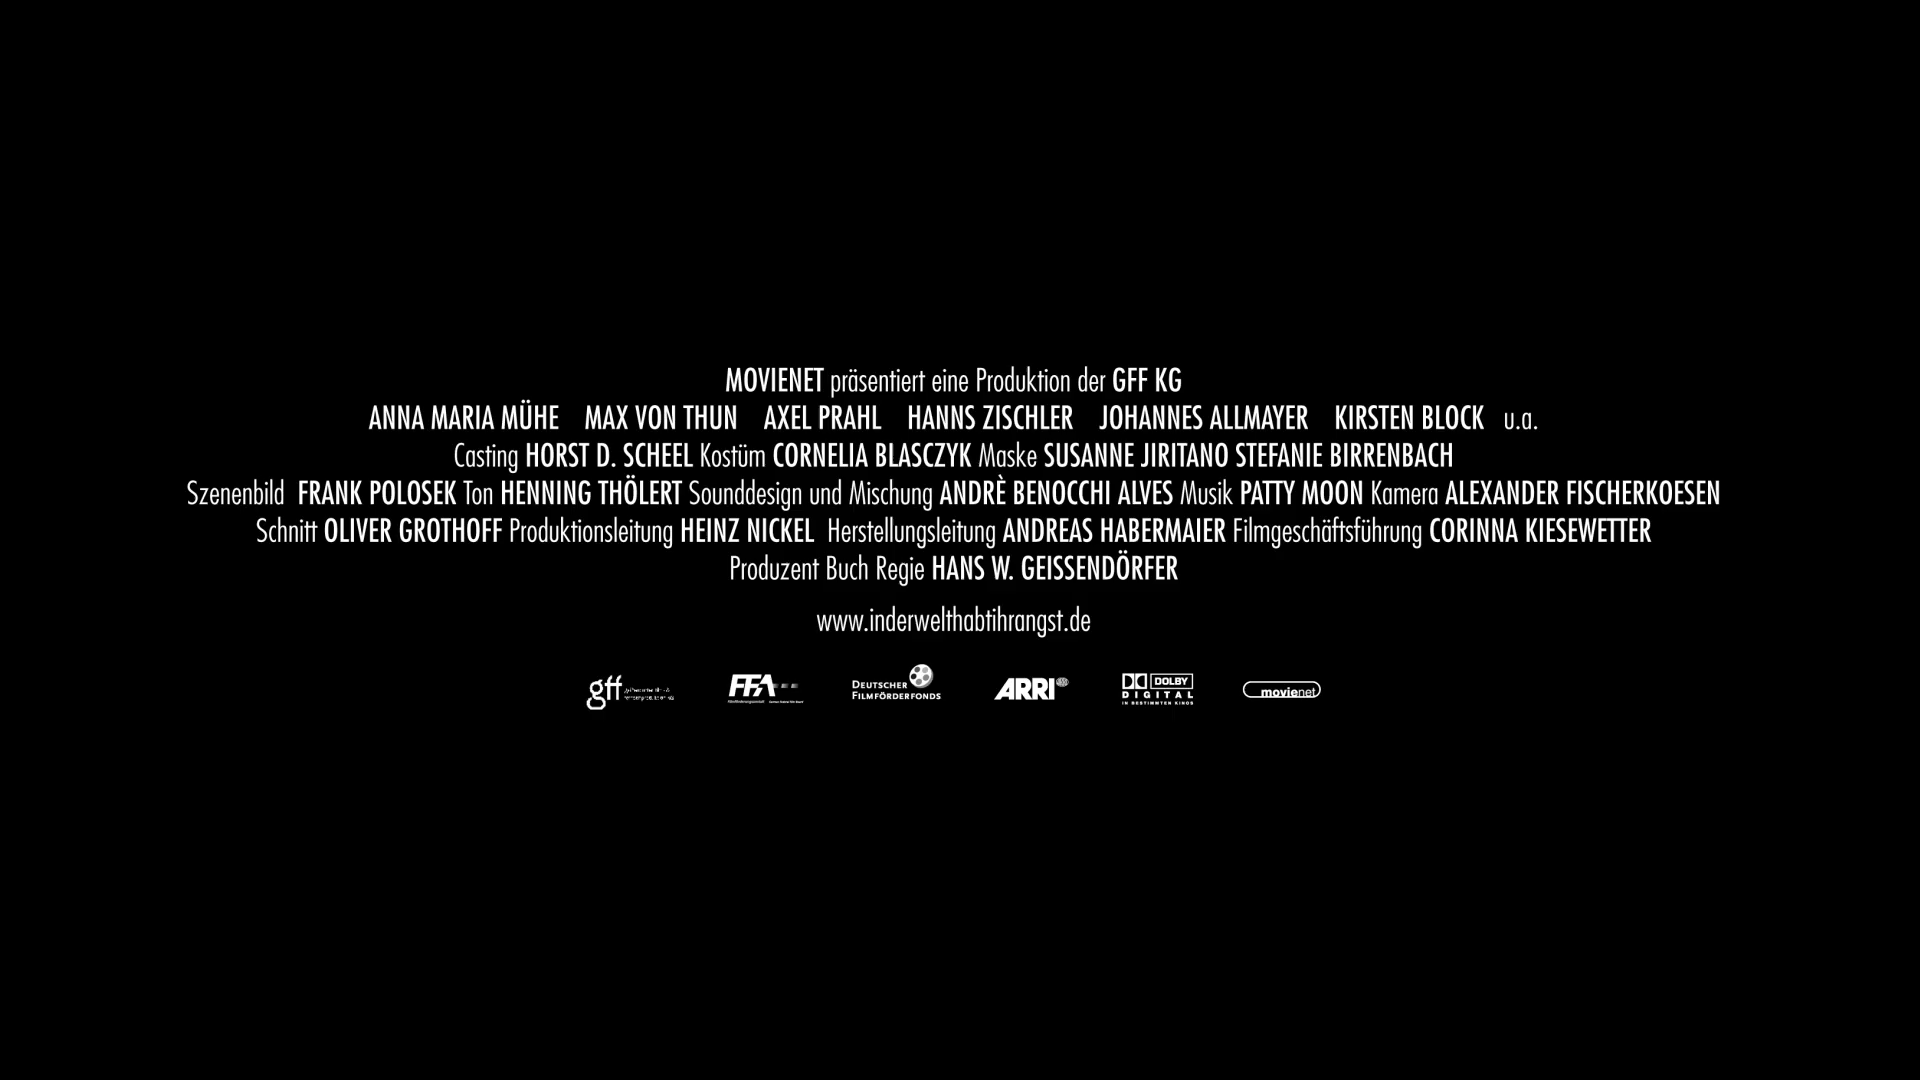 MOVIENET präsentiert eine Produktion der GFF KG
ANNA MARIA MÜHE MAX VON THUN AXEL PRAHL HANNS ZISCHLER JOHANNES ALLMAYER KIRSTEN BLOCK u.a.
Casting HORST D. SCHEEL Kostüm CORNELIA BLASCZYK Maske SUSANNE JIRITANO STEFANIE BIRRENBACH
Szenenbild FRANK POLOSEK Ton HENNING THÖLERT Sounddesign und Mischung ANDRÈ BENOCCHI ALVES Musik PATTY MOON Kamera ALEXANDER FISCHERKOESEN
Schnitt OLIVER GROTHOFF Produktionsleitung HEINZ NICKEL Herstellungsleitung ANDREAS HABERMAIER Filmgeschäftsführung CORINNA KIESEWETTER
Produzent Buch Regie HANS W. GEISSENDÖRFER
www.inderwelthabtihrangst.de
gff FFA DEUTSCHER FILMFÖRDERFONDS ARRI DOLBY DIGITAL IN BESTIMMTEN KINOS movienet